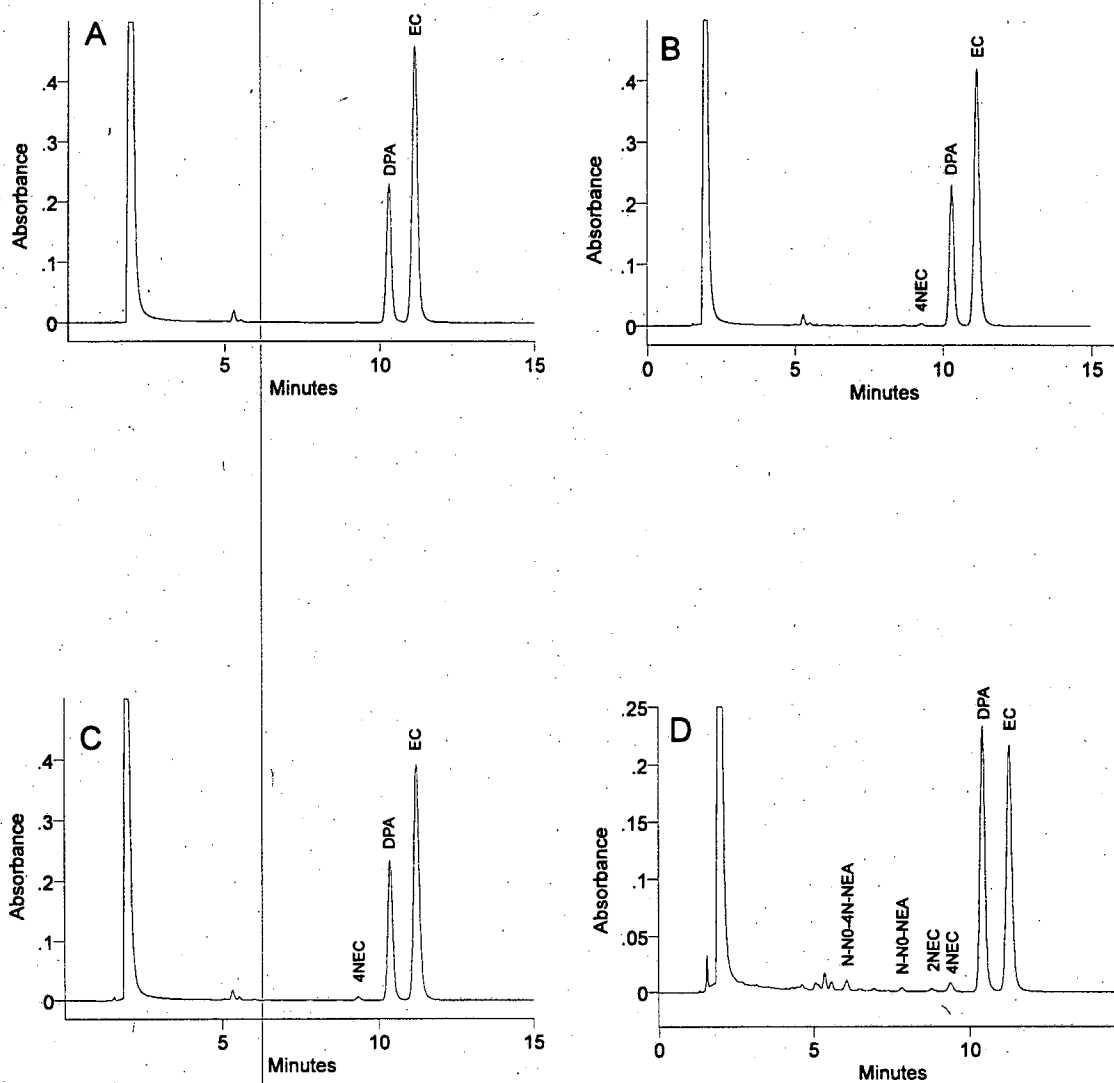 A
EC
DPA
.4
.3
.2
.1
0
Absorbance
5
10
15
Minutes
B
EC
DPA
4NEC
.4
.3
.2
.1
0
Absorbance
0
5
10
15
Minutes
C
EC
DPA
4NEC
.4
.3
.2
.1
0
Absorbance
5
10
15
Minutes
D
DPA
EC
N-N0-4N-NEA
N-N0-NEA
2NEC
4NEC
.25
.2
.15
.1
.05
0
Absorbance
0
5
10
Minutes